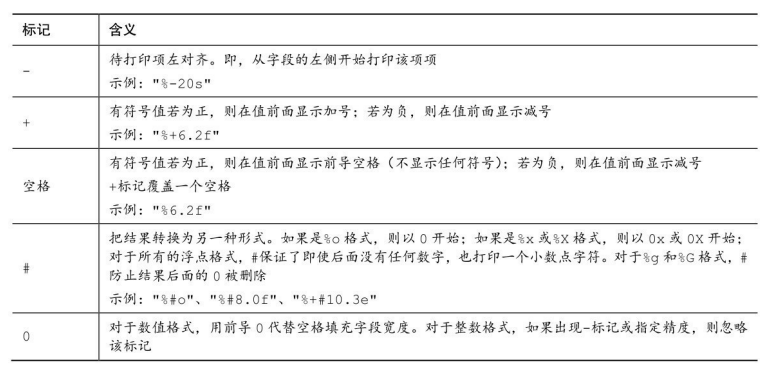 标记 含义
- 待打印项左对齐。即，从字段的左侧开始打印该项项
示例："%-20s"
+ 有符号值若为正，则在值前面显示加号；若为负，则在值前面显示减号
示例："%+6.2f"
空格 有符号值若为正，则在值前面显示前导空格（不显示任何符号）；若为负，则在值前面显示减号
+标记覆盖一个空格
示例："%6.2f"
# 把结果转换为另一种形式。如果是%o格式，则以0开始；如果是%x或%X格式，则以0x或0X开始；
对于所有的浮点格式，#保证了即使后面没有任何数字，也打印一个小数点字符。对于%g和%G格式，#
防止结果后面的0被删除
示例："%#o"、"%#8.0f"、"%+#10.3e"
0 对于数值格式，用前导0代替空格填充字段宽度。对于整数格式，如果出现-标记或指定精度，则忽略
该标记